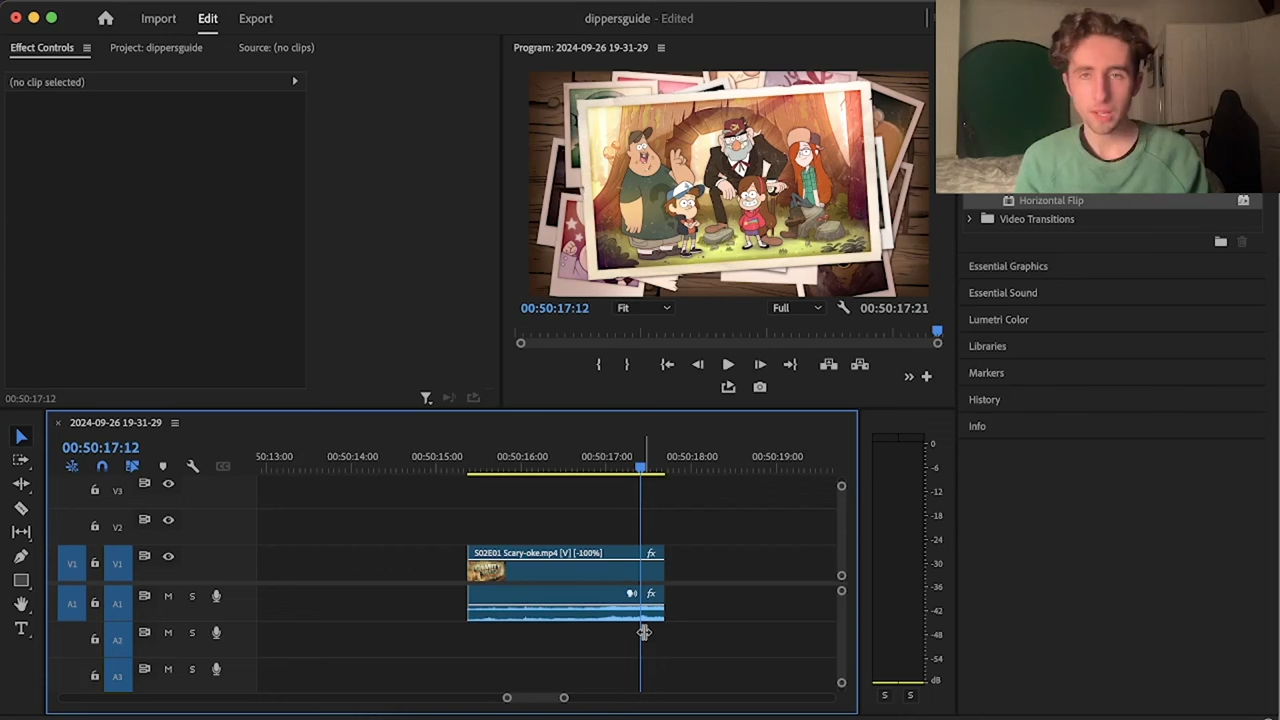 Import
Edit
Export
dippersguide - Edited
Effect Controls
Project: dippersguide
Source: (no clips)
Program: 2024-09-26 19-31-29
(no clip selected)
Horizontal Flip
Video Transitions
Essential Graphics
Essential Sound
Lumetri Color
Libraries
Markers
History
Info
00:50:17:12
Fit
Full
00:50:17:21
00:50:17:12
2024-09-26 19-31-29
00:50:17:12
50:13:00
00:50:14:00
00:50:15:00
00:50:16:00
00:50:17:00
00:50:18:00
00:50:19:00
V3
V2
V1
V1
S02E01 Scary-oke.mp4 [V] [-100%]
fx
A1
A1
M
S
fx
A2
M
S
A3
M
S
0
-6
-12
-18
-24
-30
-36
-42
-48
-54
dB
S
S